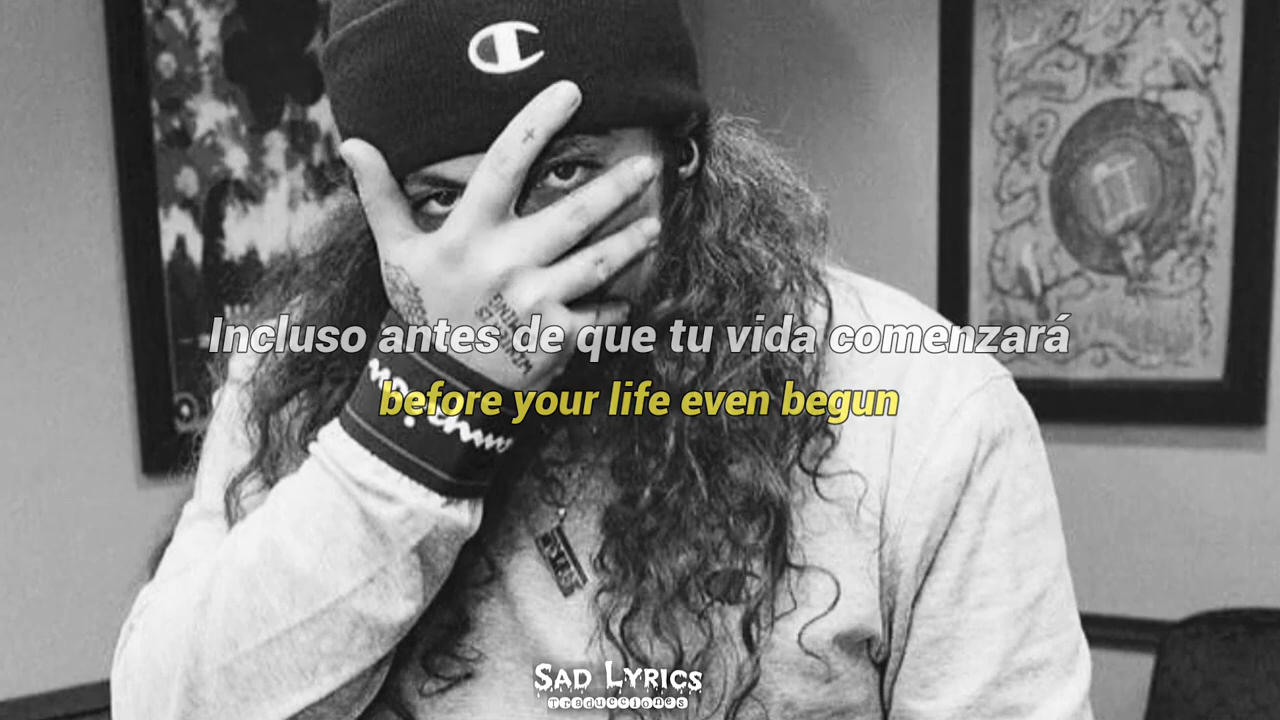 Incluso antes de que tu vida comenzará
before your life even begun
SAD LYRICS
Traducciones